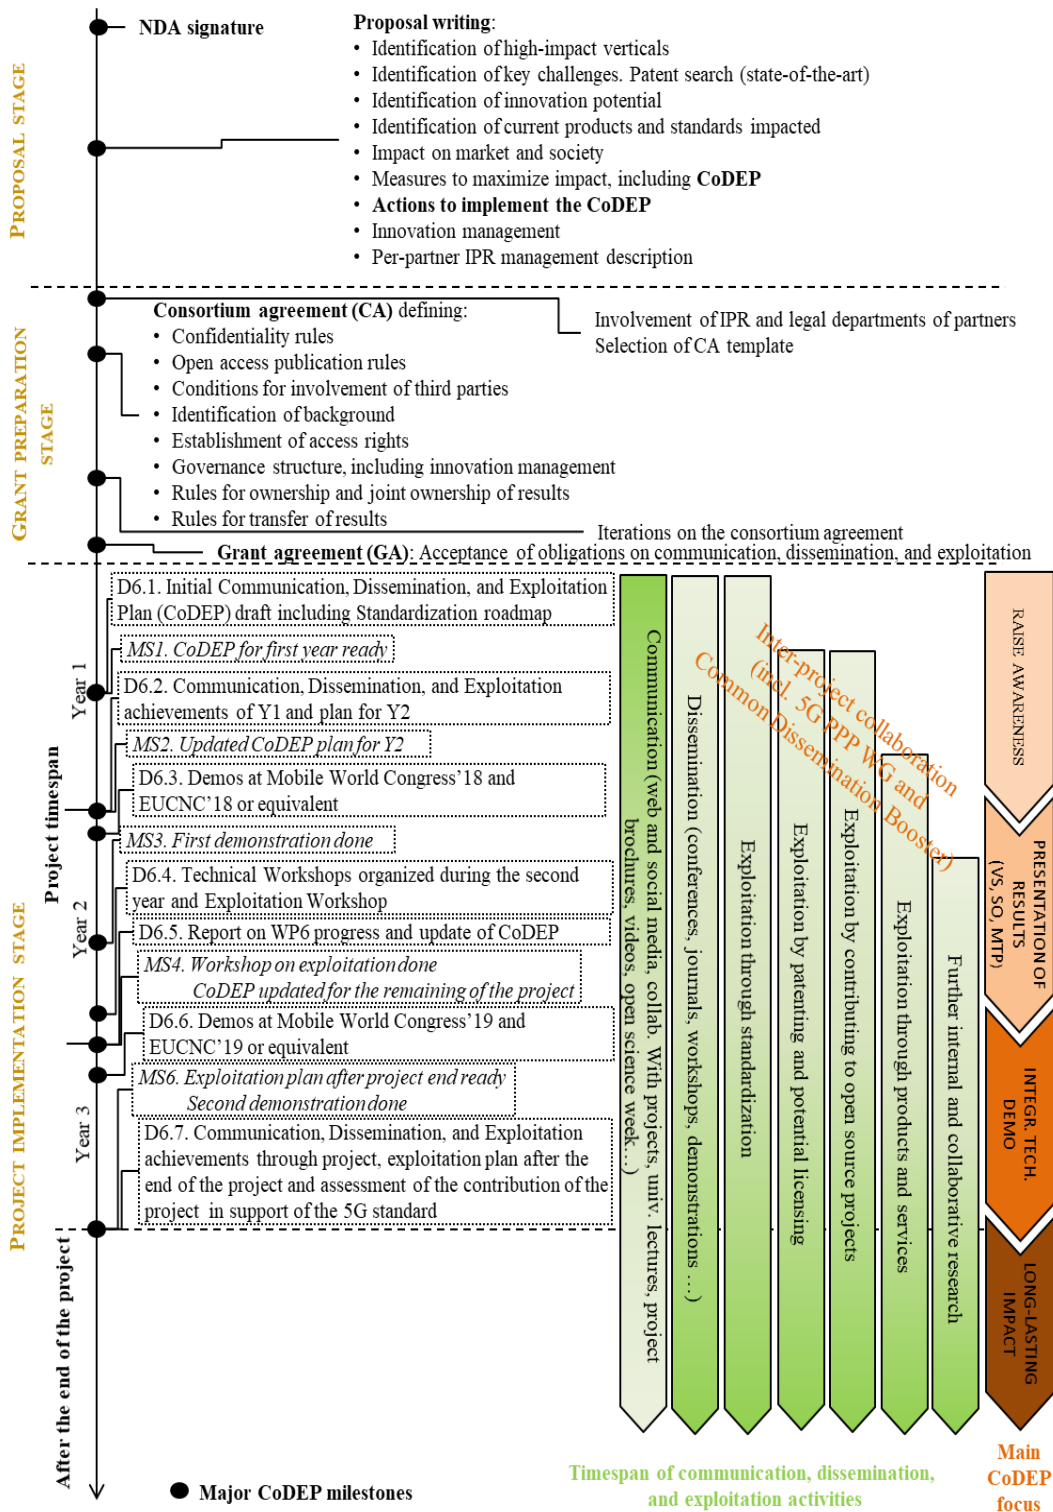 PROPOSAL STAGE
NDA signature
Proposal writing:
• Identification of high-impact verticals
• Identification of key challenges. Patent search (state-of-the-art)
• Identification of innovation potential
• Identification of current products and standards impacted
• Impact on market and society
• Measures to maximize impact, including CoDEP
• Actions to implement the CoDEP
• Innovation management
• Per-partner IPR management description
GRANT PREPARATION
STAGE
Consortium agreement (CA) defining:
• Confidentiality rules
• Open access publication rules
• Conditions for involvement of third parties
• Identification of background
• Establishment of access rights
• Governance structure, including innovation management
• Rules for ownership and joint ownership of results
• Rules for transfer of results
Involvement of IPR and legal departments of partners
Selection of CA template
Iterations on the consortium agreement
Grant agreement (GA): Acceptance of obligations on communication, dissemination, and exploitation
PROJECT IMPLEMENTATION STAGE
Project timespan
Year 1
Year 2
Year 3
After the end of the project
D6.1. Initial Communication, Dissemination, and Exploitation
Plan (CoDEP) draft including Standardization roadmap
MS1. CoDEP for first year ready
D6.2. Communication, Dissemination, and Exploitation
achievements of Y1 and plan for Y2
MS2. Updated CoDEP plan for Y2
D6.3. Demos at Mobile World Congress'18 and
EUCNC'18 or equivalent
MS3. First demonstration done
D6.4. Technical Workshops organized during the second
year and Exploitation Workshop
D6.5. Report on WP6 progress and update of CoDEP
MS4. Workshop on exploitation done
CoDEP updated for the remaining of the project
D6.6. Demos at Mobile World Congress'19 and
EUCNC'19 or equivalent
MS6. Exploitation plan after project end ready
Second demonstration done
D6.7. Communication, Dissemination, and Exploitation
achievements through project, exploitation plan after the
end of the project and assessment of the contribution of the
project in support of the 5G standard
Communication (web and social media, collab. With projects, univ. lectures, project
brochures, videos, open science week…)
Dissemination (conferences, journals, workshops, demonstrations …)
Exploitation through standardization
Exploitation by patenting and potential licensing
Exploitation by contributing to open source projects
Exploitation through products and services
Further internal and collaborative research
Inter-project collaboration
(incl. 5G PPP WG and
Common Dissemination Booster)
RAISE AWARENESS
PRESENTATION OF
RESULTS
(VS, SO, MTP)
INTEGR. TECH.
DEMO
LONG-LASTING
IMPACT
Major CoDEP milestones
Timespan of communication, dissemination,
and exploitation activities
Main
CoDEP
focus